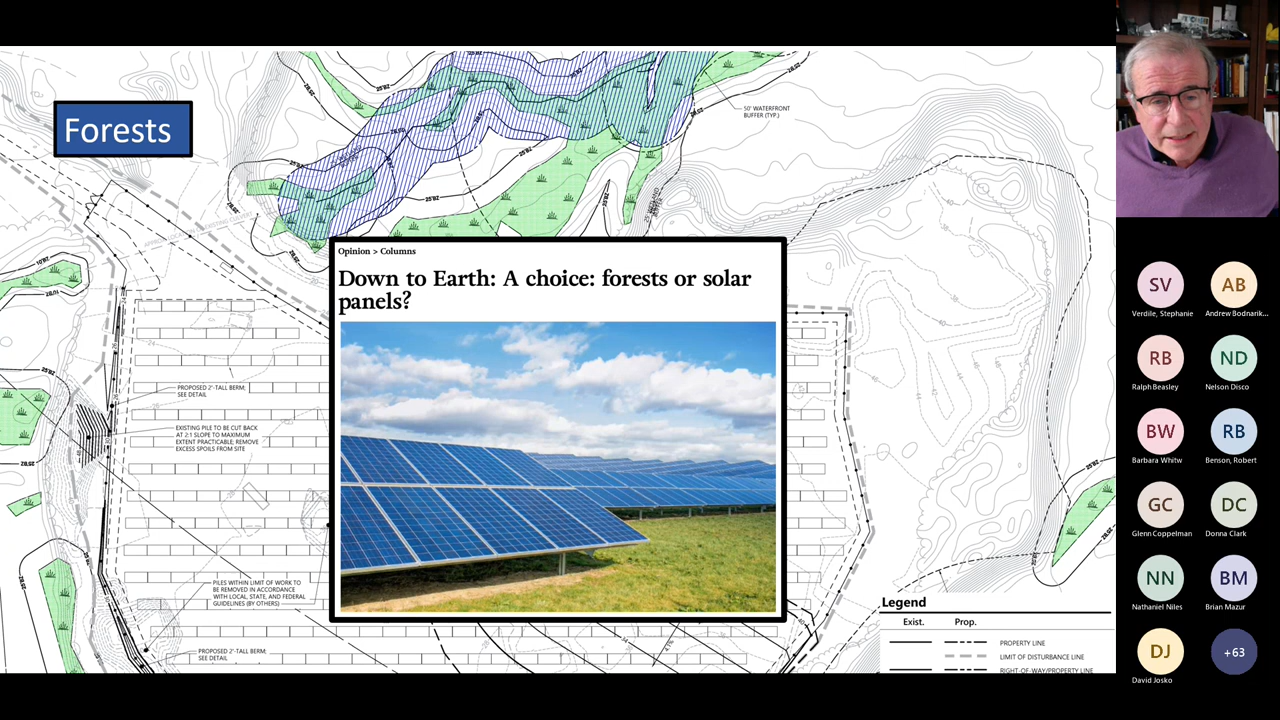 Forests
50' WATERFRONT
BUFFER (TYP.)
Opinion > Columns
Down to Earth: A choice: forests or solar
panels?
PROPOSED 2'-TALL BERM;
SEE DETAIL
EXISTING PILE TO BE CUT BACK
AT 2:1 SLOPE TO MAXIMUM
EXTENT PRACTICABLE; REMOVE
EXCESS SPOILS FROM SITE
PILES WITHIN LIMIT OF WORK TO
BE REMOVED IN ACCORDANCE
WITH LOCAL, STATE, AND FEDERAL
GUIDELINES (BY OTHERS)
PROPOSED 2'-TALL BERM;
SEE DETAIL
Legend
Exist. Prop.
PROPERTY LINE
LIMIT OF DISTURBANCE LINE
RIGHT-OF-WAY/PROPERTY LINE
SV AB
Verdile, Stephanie Andrew Bodnarik...
RB ND
Ralph Beasley Nelson Disco
BW RB
Barbara Whitw Benson, Robert
GC DC
Glenn Coppelman Donna Clark
NN BM
Nathaniel Niles Brian Mazur
DJ +63
David Josko